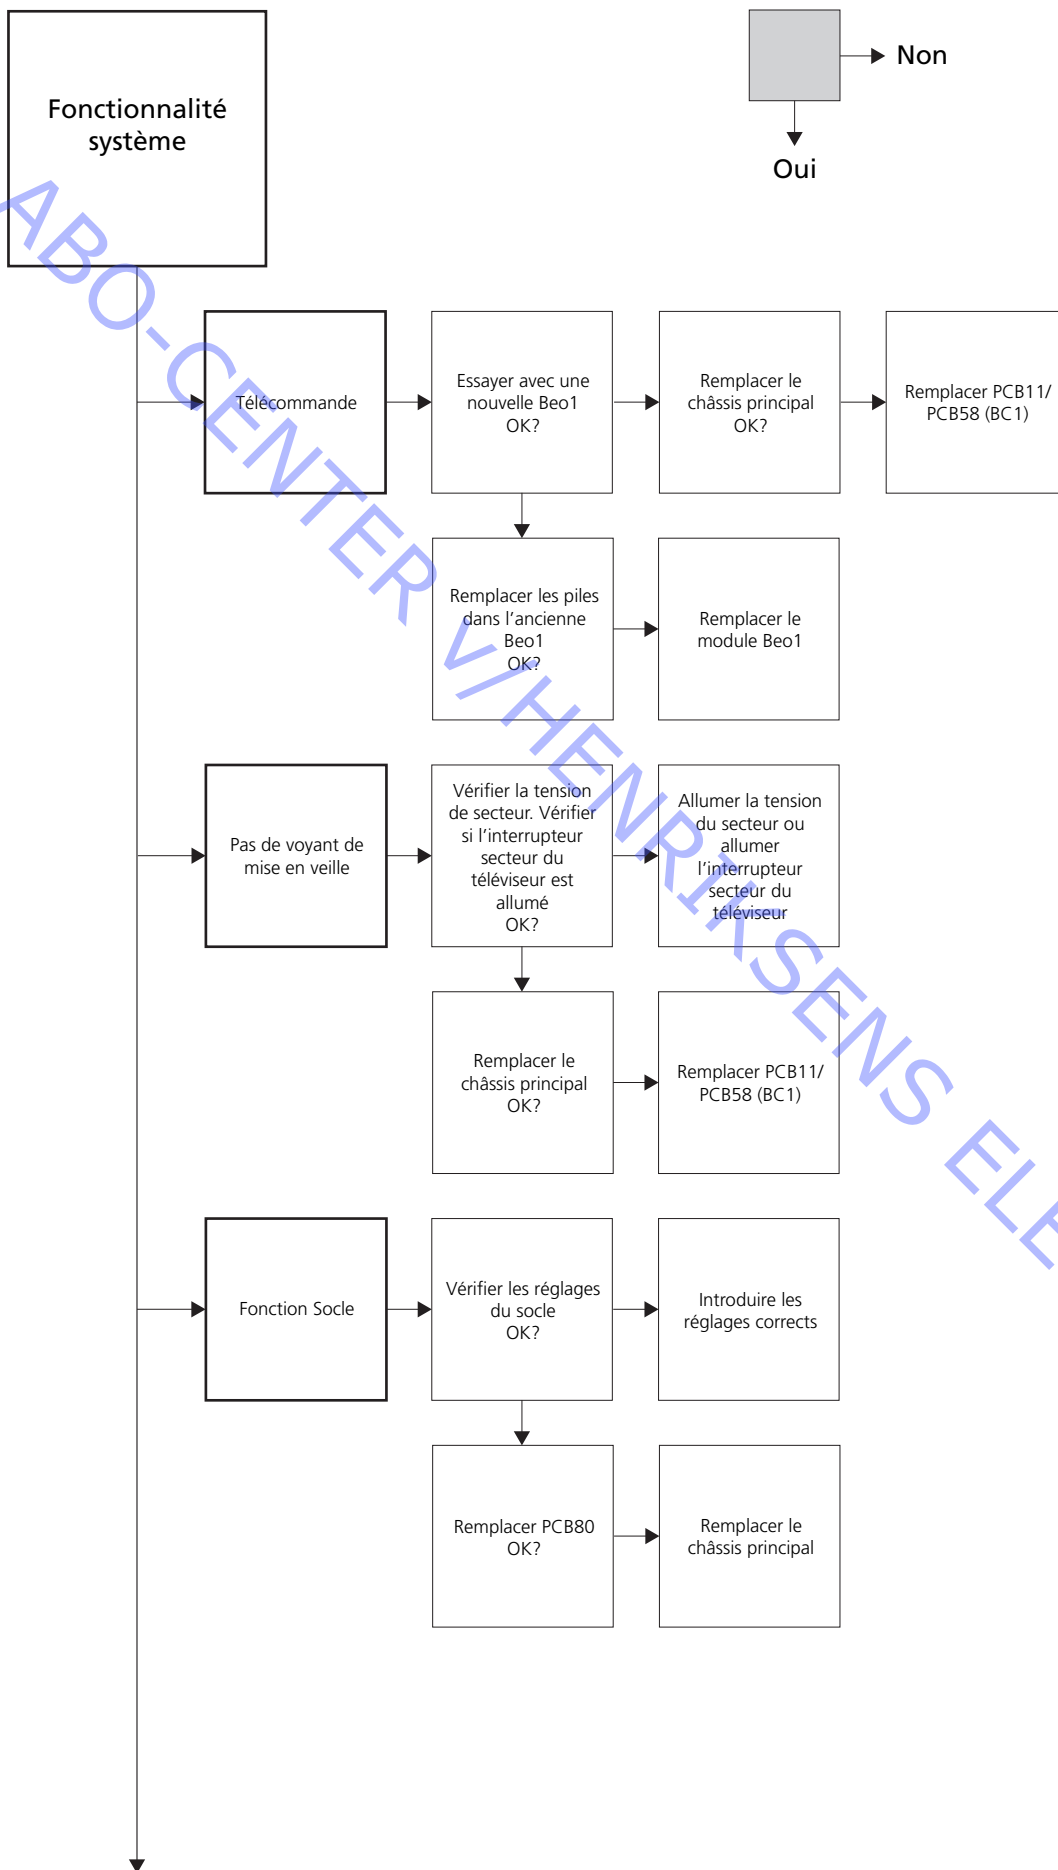 Fonctionnalité
système
Non
Oui
Télécommande
Essayer avec une
nouvelle Beo1
OK?
Remplacer le
châssis principal
OK?
Remplacer PCB11/
PCB58 (BC1)
Remplacer les piles
dans l'ancienne
Beo1
OK?
Remplacer le
module Beo1
Pas de voyant de
mise en veille
Vérifier la tension
de secteur. Vérifier
si l'interrupteur
secteur du
téléviseur est
allumé
OK?
Allumer la tension
du secteur ou
allumer
l'interrupteur
secteur du
téléviseur
Remplacer le
châssis principal
OK?
Remplacer PCB11/
PCB58 (BC1)
Fonction Socle
Vérifier les réglages
du socle
OK?
Introduire les
réglages corrects
Remplacer PCB80
OK?
Remplacer le
châssis principal
ABO-CENTER V/HENRIKSENS ELE